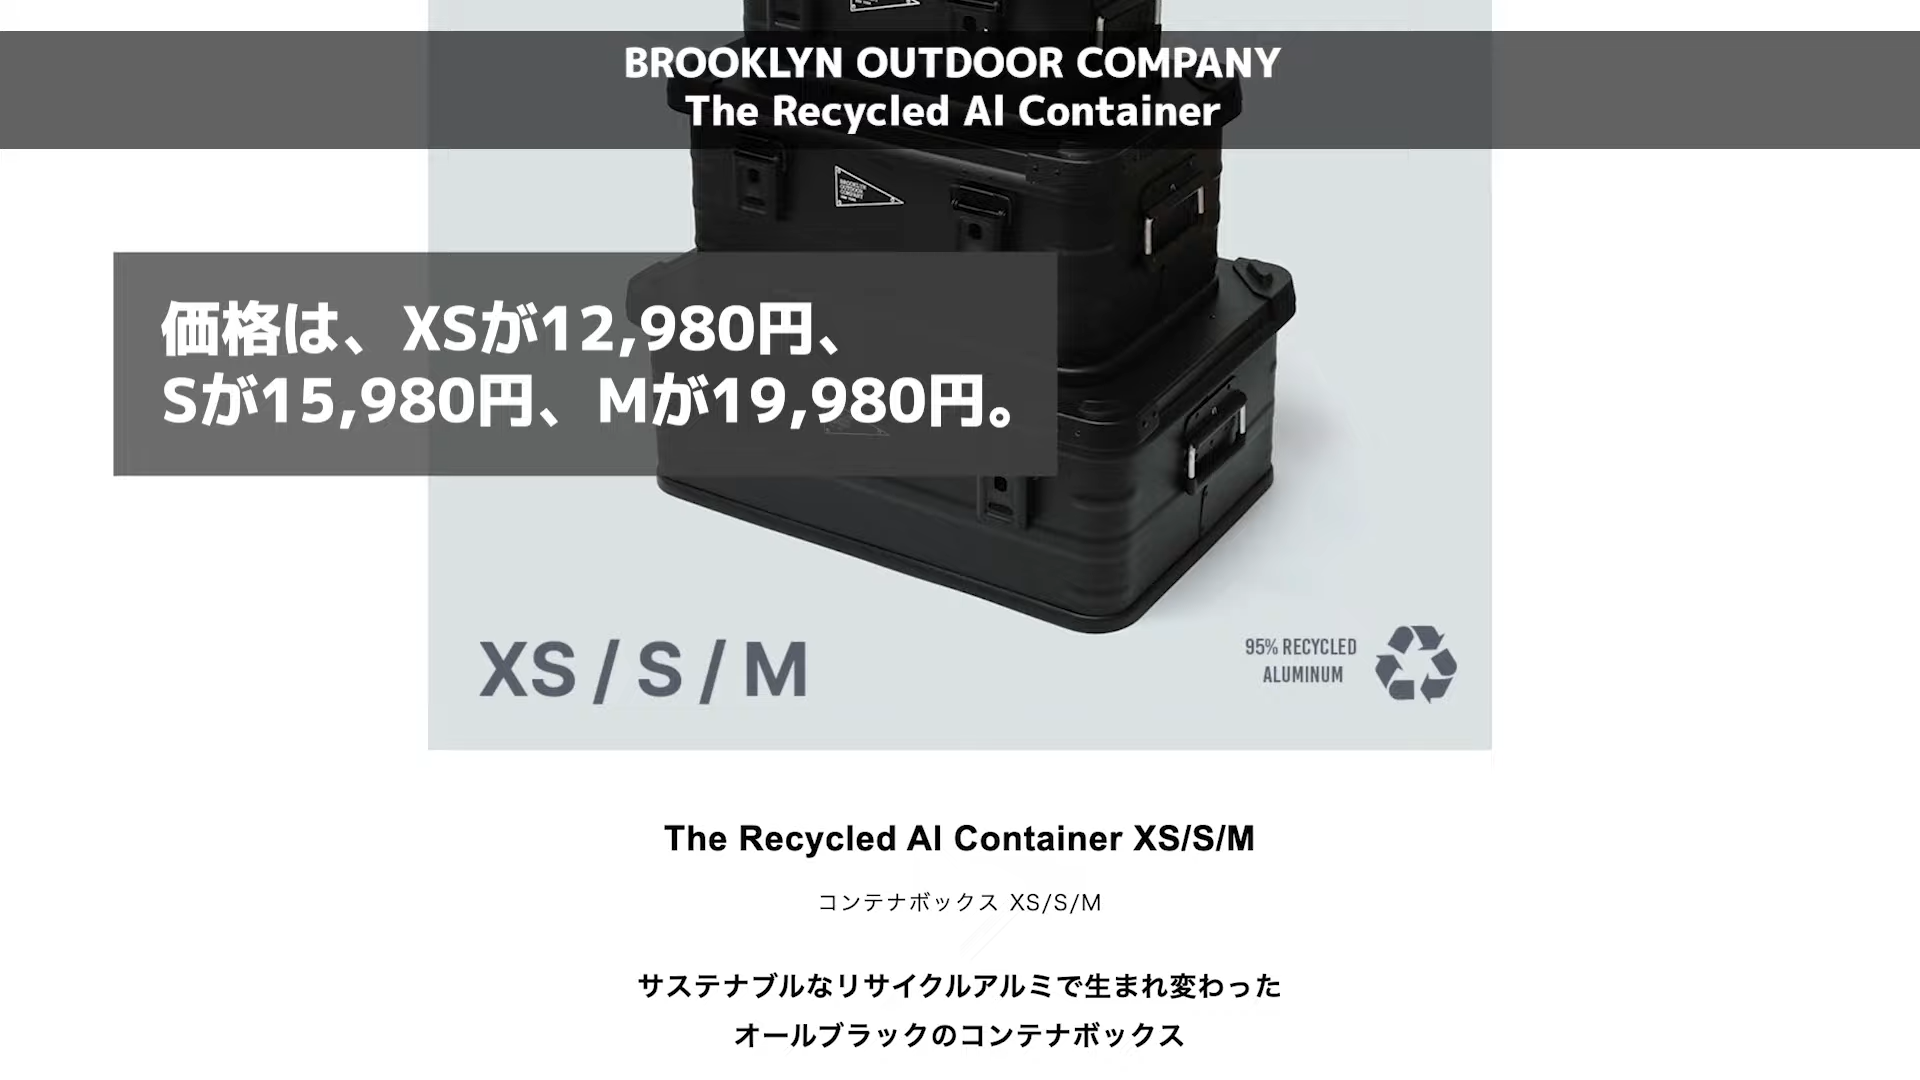 BROOKLYN OUTDOOR COMPANY
The Recycled Al Container
BROOKLYN
OUTDOOR
COMPANY
価格は、XSが12,980円、
Sが15,980円、Mが19,980円。
XS / S / M
95% RECYCLED
ALUMINUM
The Recycled Al Container XS/S/M
コンテナボックス XS/S/M
サステナブルなリサイクルアルミで生まれ変わった
オールブラックのコンテナボックス